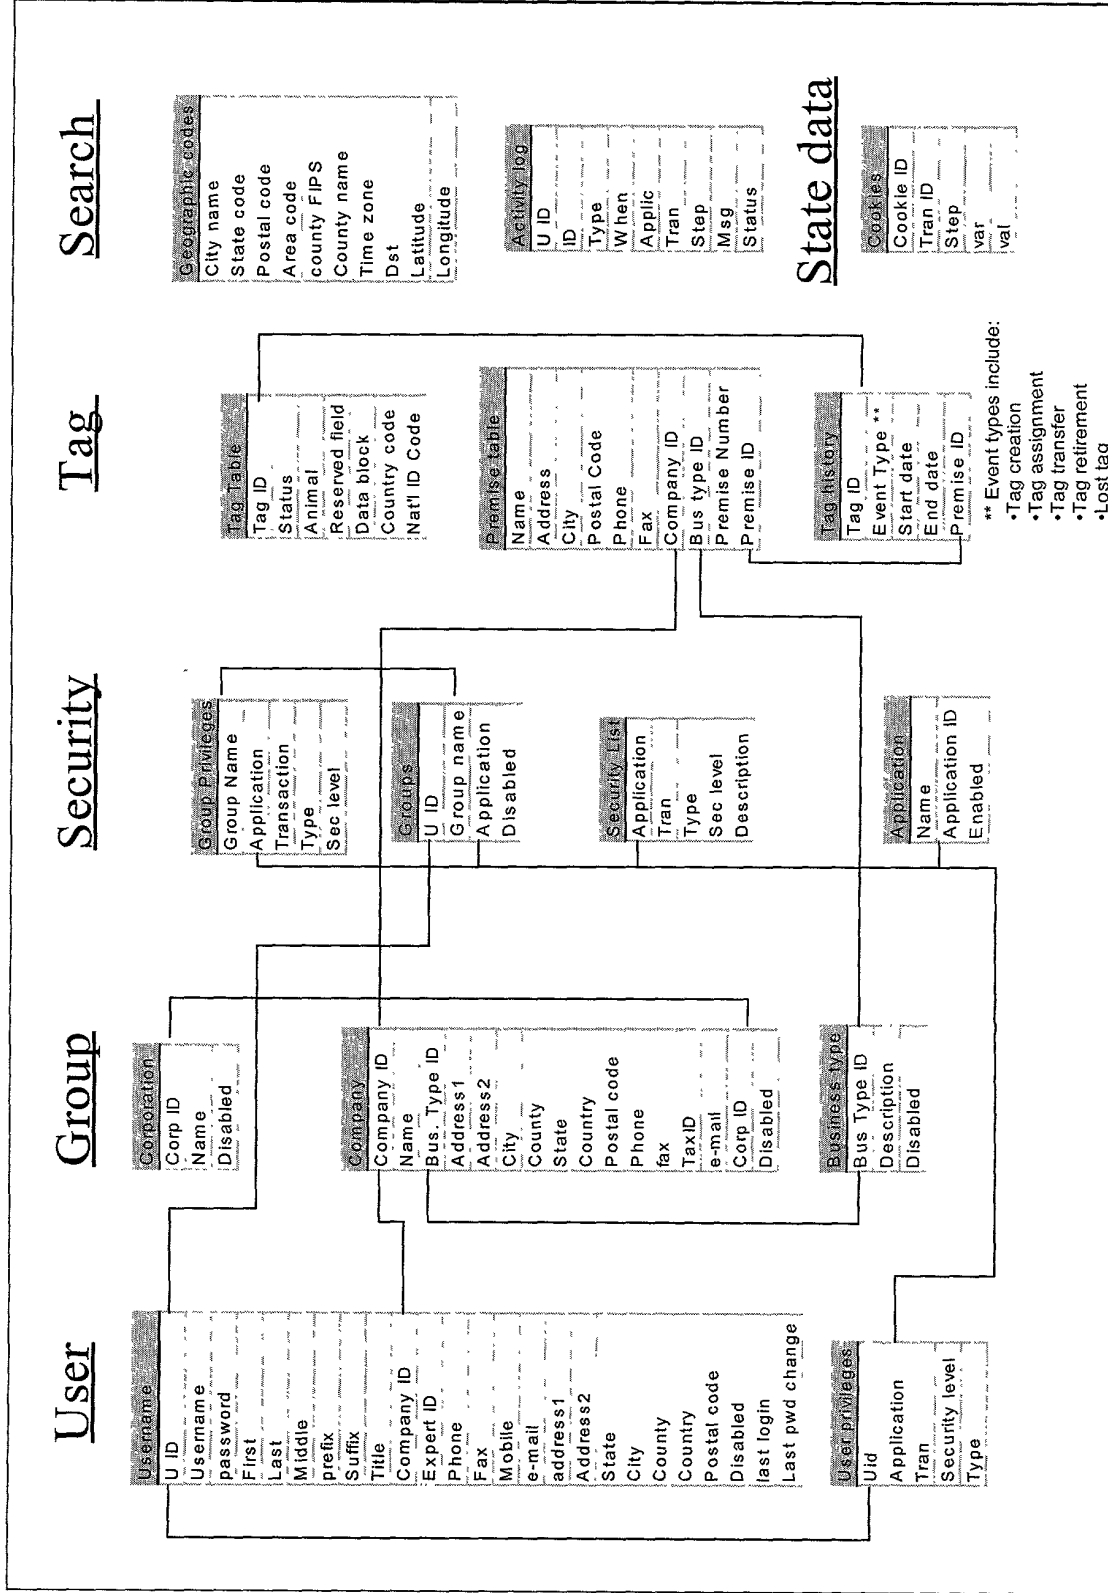 User
Username
U ID
Username
password
First
Last
Middle
prefix
Suffix
Title
Company ID
Expert ID
Phone
Fax
Mobile
e-mail
address1
Address2
State
City
County
Country
Postal code
Disabled
last login
Last pwd change
User privileges
Uid
Application
Tran
Security level
Type
Group
Corporation
Corp ID
Name
Disabled
Company
Company ID
Name
Bus. Type ID
Address1
Address2
City
County
State
Country
Postal code
Phone
fax
TaxID
e-mail
Corp ID
Disabled
Business type
Bus Type ID
Description
Disabled
Security
Group Privileges
Group Name
Application
Transaction
Type
Sec level
Groups
U ID
Group name
Application
Disabled
Security List
Application
Tran
Type
Sec level
Description
Application
Name
Application ID
Enabled
Tag
Tag Table
Tag ID
Status
Animal
Reserved field
Data block
Country code
Nat'l ID Code
Premise table
Name
Address
City
Postal Code
Phone
Fax
Company ID
Bus type ID
Premise Number
Premise ID
Tag history
Tag ID
Event Type **
Start date
End date
Premise ID
** Event types include:
•Tag creation
•Tag assignment
•Tag transfer
•Tag retirement
•Lost tag
Search
Geographic codes
City name
State code
Postal code
Area code
county FIPS
County name
Time zone
Dst
Latitude
Longitude
Activity log
U ID
ID
Type
When
Applic
Tran
Step
Msg
Status
State data
Cookies
Cookie ID
Tran ID
Step
var
val